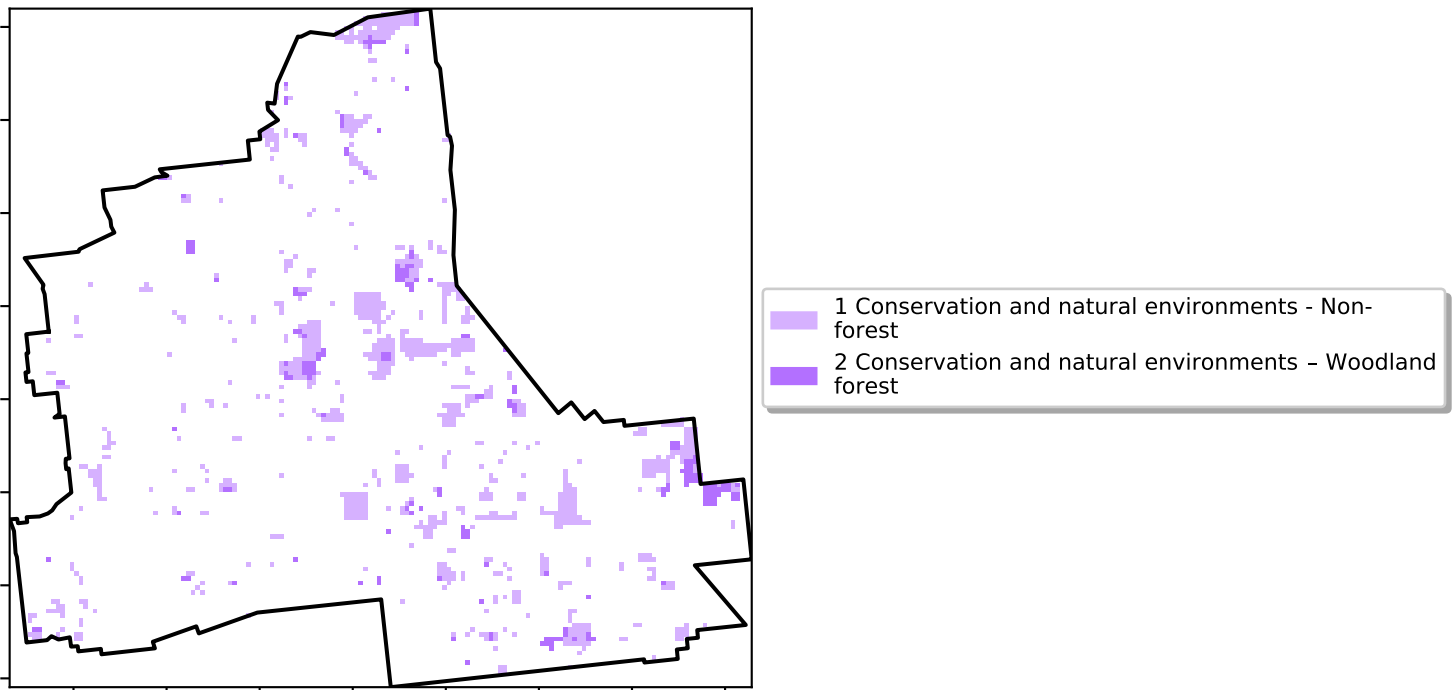 1 Conservation and natural environments - Non-
forest
2 Conservation and natural environments – Woodland
forest